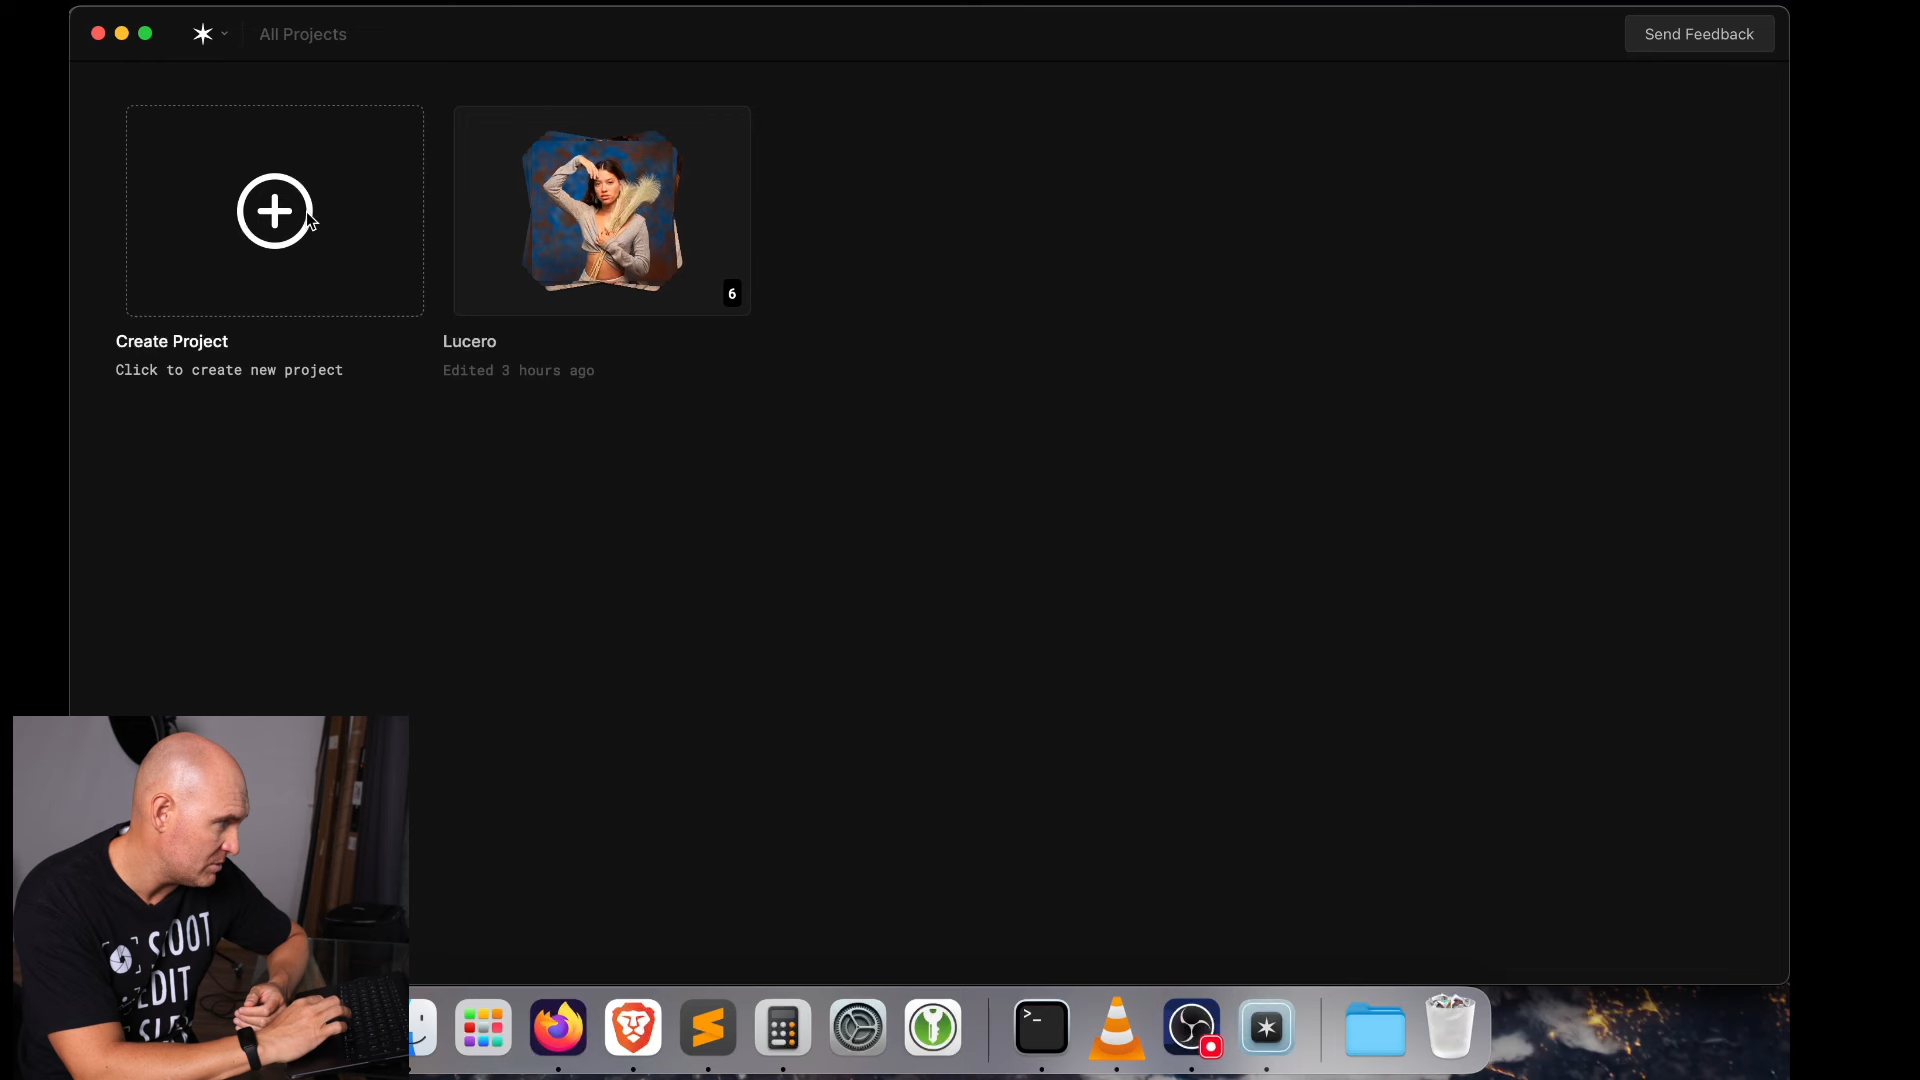 All Projects
Send Feedback
6
Create Project
Lucero
Click to create new project
Edited 3 hours ago
>_